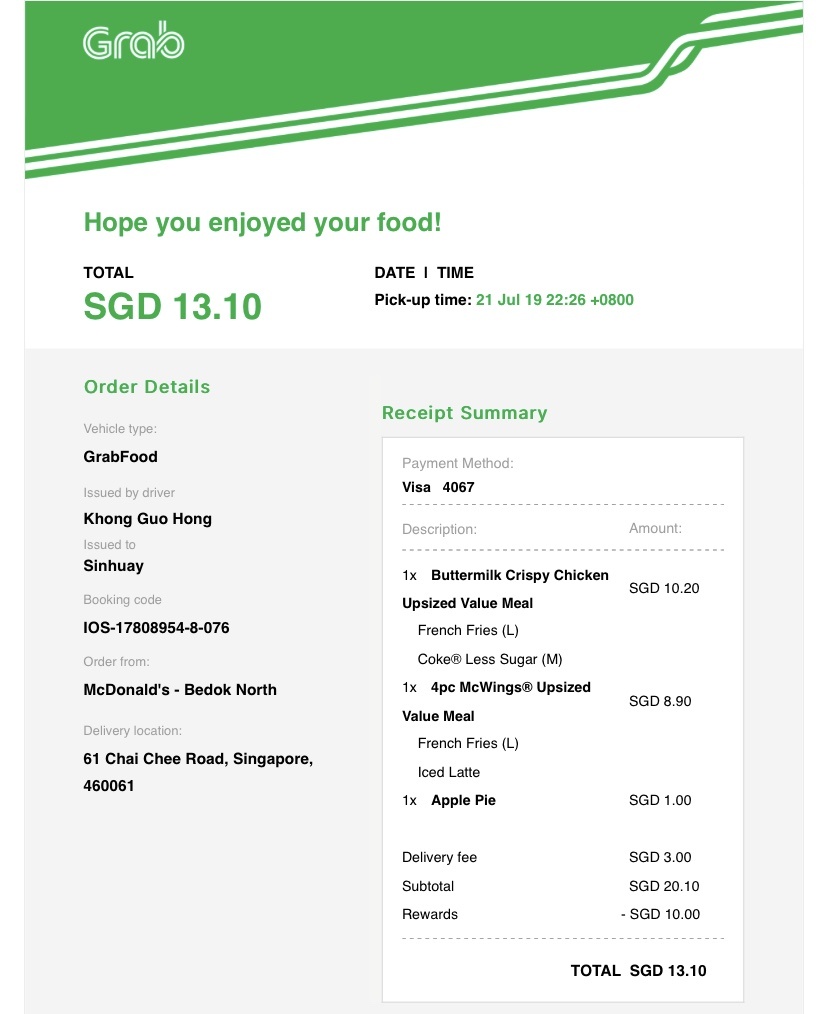 Grab
Hope you enjoyed your food!
TOTAL
SGD 13.10
DATE | TIME
Pick-up time: 21 Jul 19 22:26 +0800
Order Details
Vehicle type:
GrabFood
Issued by driver
Khong Guo Hong
Issued to
Sinhuay
Booking code
IOS-17808954-8-076
Order from:
McDonald's - Bedok North
Delivery location:
61 Chai Chee Road, Singapore,
460061
Receipt Summary
Payment Method:
Visa 4067
Description: Amount:
1x Buttermilk Crispy Chicken
Upsized Value Meal
SGD 10.20
French Fries (L)
Coke® Less Sugar (M)
1x 4pc McWings® Upsized
Value Meal
SGD 8.90
French Fries (L)
Iced Latte
1x Apple Pie SGD 1.00
Delivery fee SGD 3.00
Subtotal SGD 20.10
Rewards - SGD 10.00
TOTAL SGD 13.10